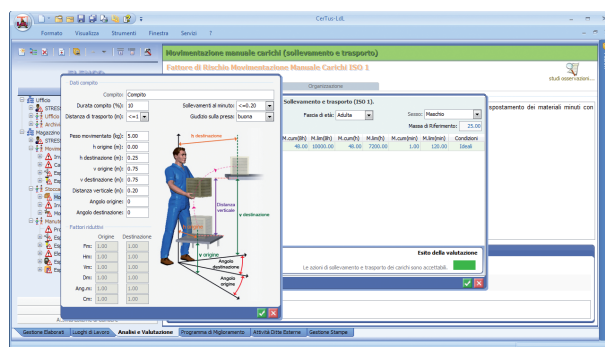 CerTus-LdL
Formato Visualizza Strumenti Finestra Servizi ?
Movimentazione manuale carichi (sollevamento e trasporto)
Fattore di Rischio Movimentazione Manuale Carichi ISO 1
studi osservazioni...
Organizzazione
Dati compito
Compito: Compito
Durata compito (%): 10
Sollevamenti al minuto: <=0.20
Distanza di trasporto (m): <=1
Giudizio sulla presa: buona
Peso movimentato (kg): 5.00
h origine (m): 0.00
h destinazione (m): 0.25
v origine (m): 0.75
v destinazione (m): 0.75
Distanza verticale (m): 0.20
Angolo origine: 0
Angolo destinazione: 0
Fattori riduttivi
Origine Destinazione
Fm: 1.00 1.00
Hm: 1.00 1.00
Vm: 1.00 1.00
Dm: 1.00 1.00
Ang.m: 1.00 1.00
Cm: 1.00 1.00
h destinazione
Distanza
verticale
v destinazione
v origine
Angolo
destinazione
Angolo
origine
Sollevamento e trasporto (ISO 1).
Fascia di età: Adulta
Sesso: Maschio
Massa di Riferimento: 25.00
M.cum(8h) M.lim(8h) M.cum(h) M.lim(h) M.cum(min) M.lim(min) Condizioni
48.00 10000.00 48.00 7200.00 1.00 120.00 Ideali
Esito della valutazione
Le azioni di sollevamento e trasporto dei carichi sono accettabili.
spostamento dei materiali minuti con
Ufficio
STRES
Ufficio
Archiv
Magazzino
STRES
Movime
Stocca
Manut
Gestione Elaborati Luoghi di Lavoro Analisi e Valutazione Programma di Miglioramento Attività Ditte Esterne Gestione Stampe